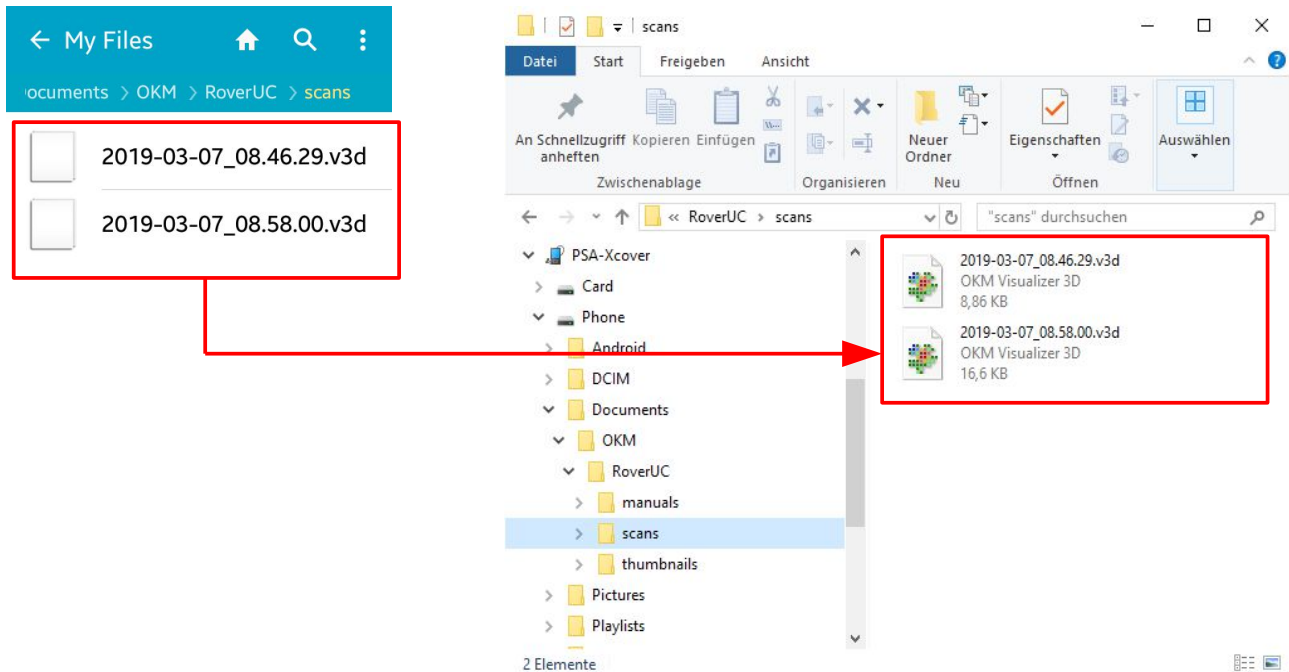 My Files
ocuments > OKM > RoverUC > scans
2019-03-07_08.46.29.v3d
2019-03-07_08.58.00.v3d
scans
Datei Start Freigeben Ansicht
An Schnellzugriff anheften
Kopieren
Einfügen
Neuer Ordner
Eigenschaften
Auswählen
Zwischenablage Organisieren Neu Öffnen
« RoverUC > scans
"scans" durchsuchen
PSA-Xcover
Card
Phone
Android
DCIM
Documents
OKM
RoverUC
manuals
scans
thumbnails
Pictures
Playlists
2019-03-07_08.46.29.v3d
OKM Visualizer 3D
8,86 KB
2019-03-07_08.58.00.v3d
OKM Visualizer 3D
16,6 KB
2 Elemente